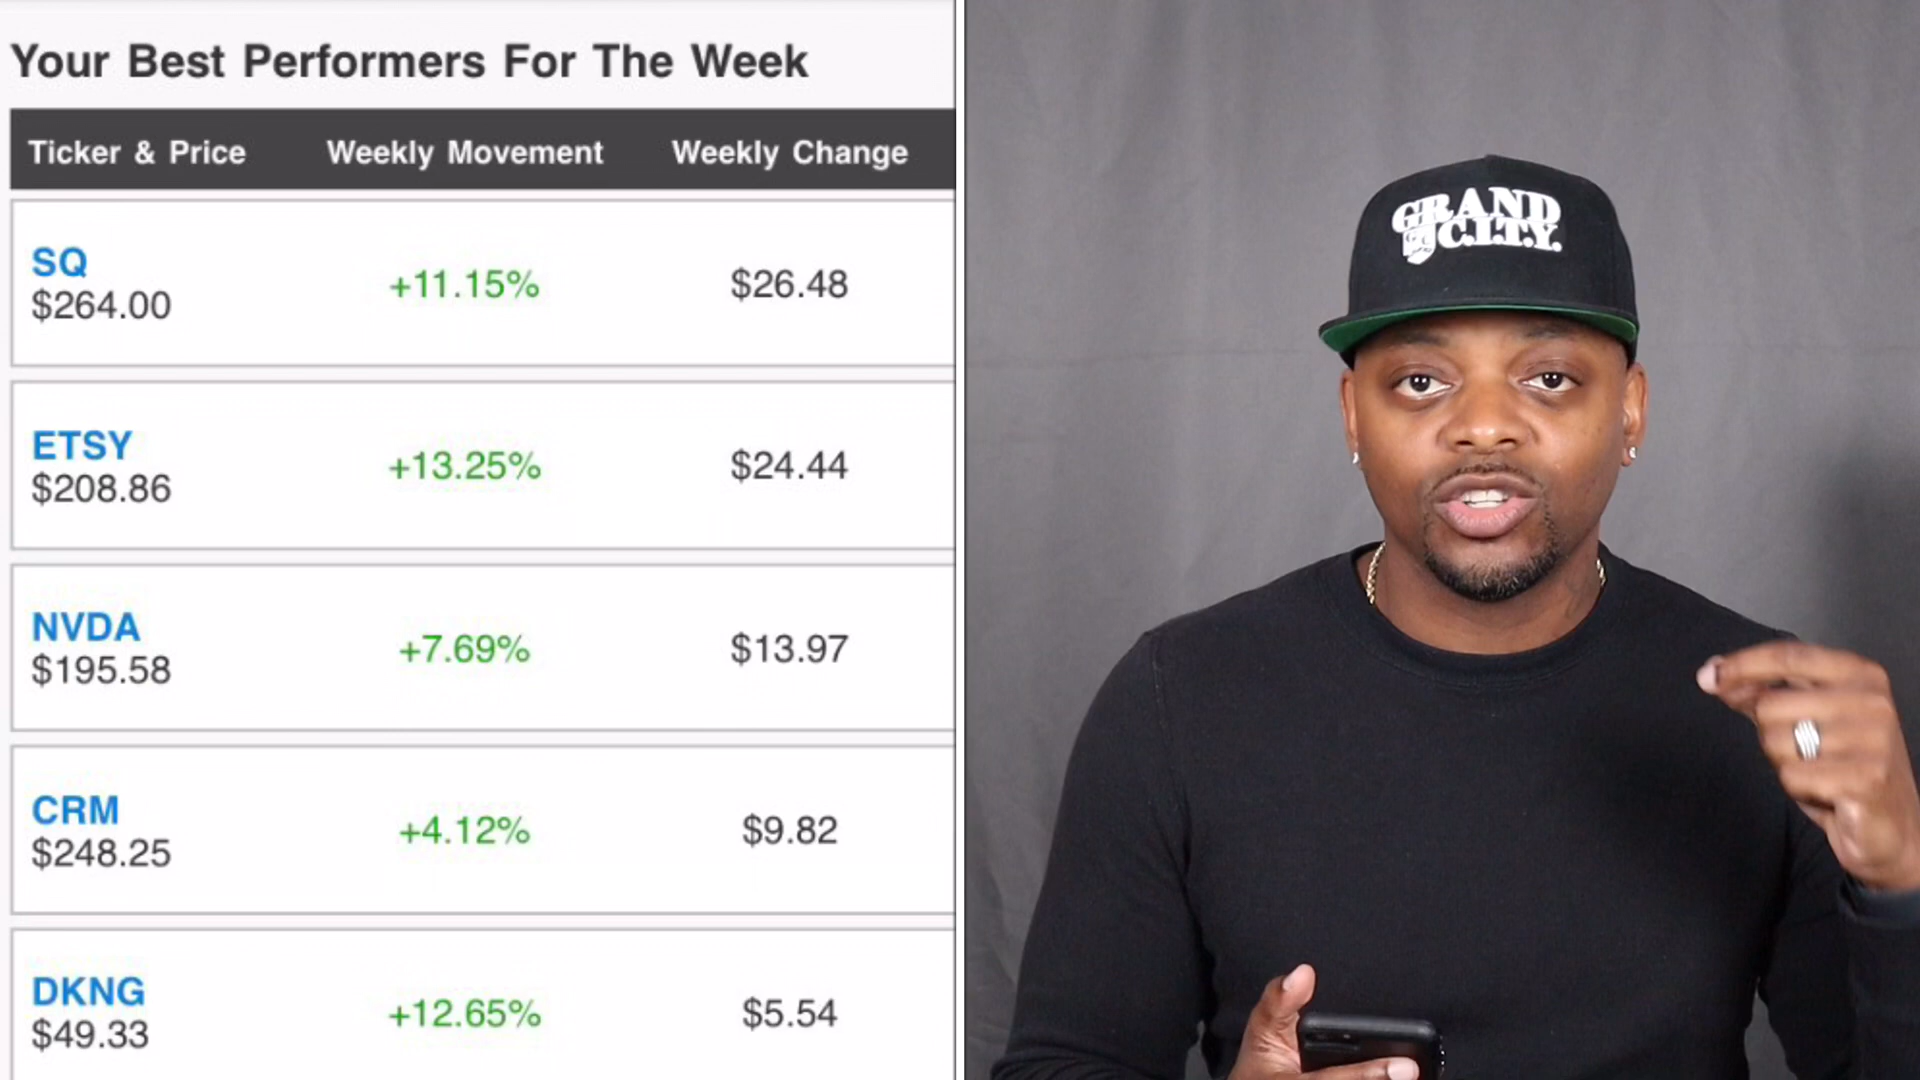 Your Best Performers For The Week
Ticker & Price Weekly Movement Weekly Change
SQ
$264.00 +11.15% $26.48
ETSY
$208.86 +13.25% $24.44
NVDA
$195.58 +7.69% $13.97
CRM
$248.25 +4.12% $9.82
DKNG
$49.33 +12.65% $5.54
GRAND
C.I.T.Y.